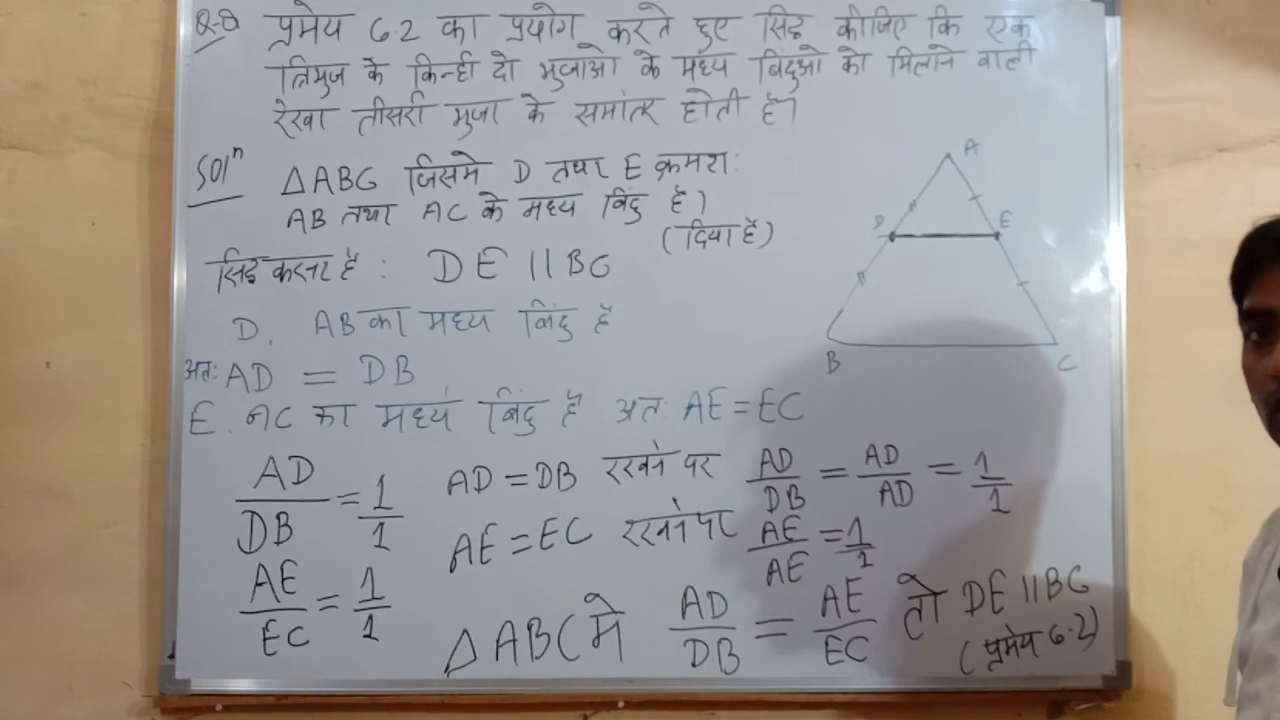 Q-8 प्रमेय 6.2 का प्रयोग करते हुए सिद्ध कीजिए कि एक
त्रिभुज के किन्ही दो भुजाओ के मध्य बिंदुओ को मिलाने वाली
रेखा तीसरी भुजा के समांतर होती है।
Solⁿ △ABC जिसमे D तथा E क्रमशः
AB तथा AC के मध्य बिंदु है।
(दिया है)
सिद्ध करना है : DE || BC
D. AB का मध्य बिंदु है
अतः AD = DB
E. AC का मध्य बिंदु है अतः AE = EC
AD/DB = 1/1 AD = DB रखने पर AD/DB = AD/AD = 1/1
AE/EC = 1/1 AE = EC रखने पर AE/AE = 1/1
△ABC मे AD/DB = AE/EC तो DE || BC
(प्रमेय 6.2)
A
D E
B C